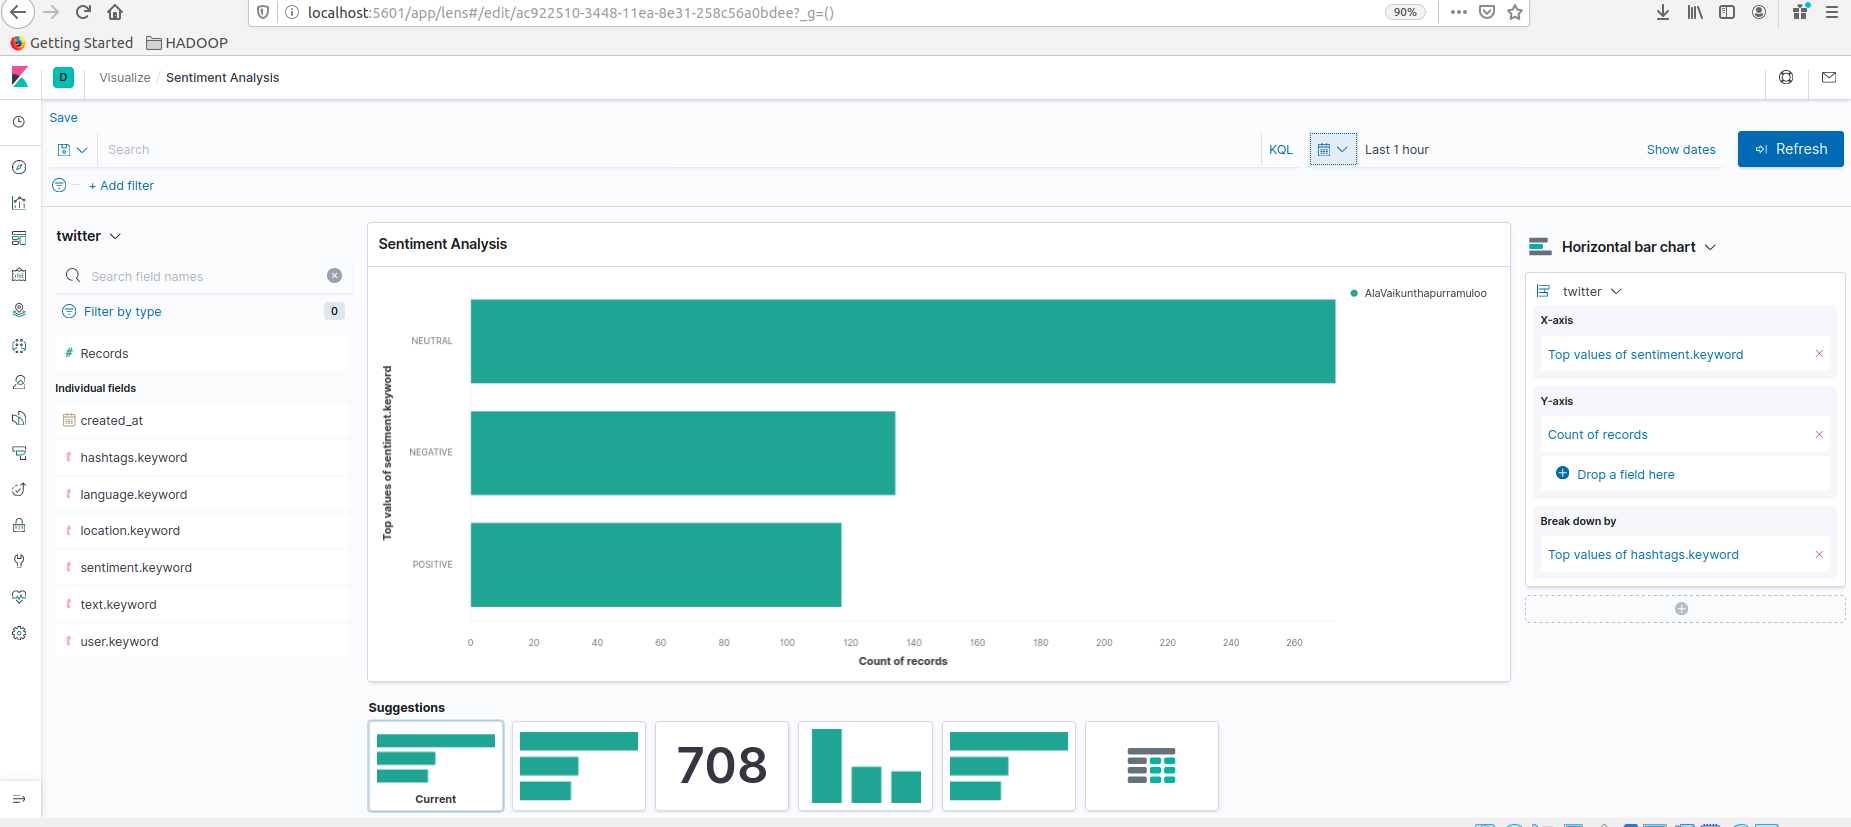 localhost:5601/app/lens#/edit/ac922510-3448-11ea-8e31-258c56a0bdee?_g=()
90%
Getting Started
HADOOP
D
Visualize / Sentiment Analysis
Save
Search
KQL
Last 1 hour
Show dates
Refresh
+ Add filter
twitter
Search field names
Filter by type
0
# Records
Individual fields
created_at
t hashtags.keyword
t language.keyword
t location.keyword
t sentiment.keyword
t text.keyword
t user.keyword
Sentiment Analysis
AlaVaikunthapurramuloo
Top values of sentiment.keyword
NEUTRAL
NEGATIVE
POSITIVE
0 20 40 60 80 100 120 140 160 180 200 220 240 260
Count of records
Suggestions
Current
708
Horizontal bar chart
twitter
X-axis
Top values of sentiment.keyword
Y-axis
Count of records
Drop a field here
Break down by
Top values of hashtags.keyword